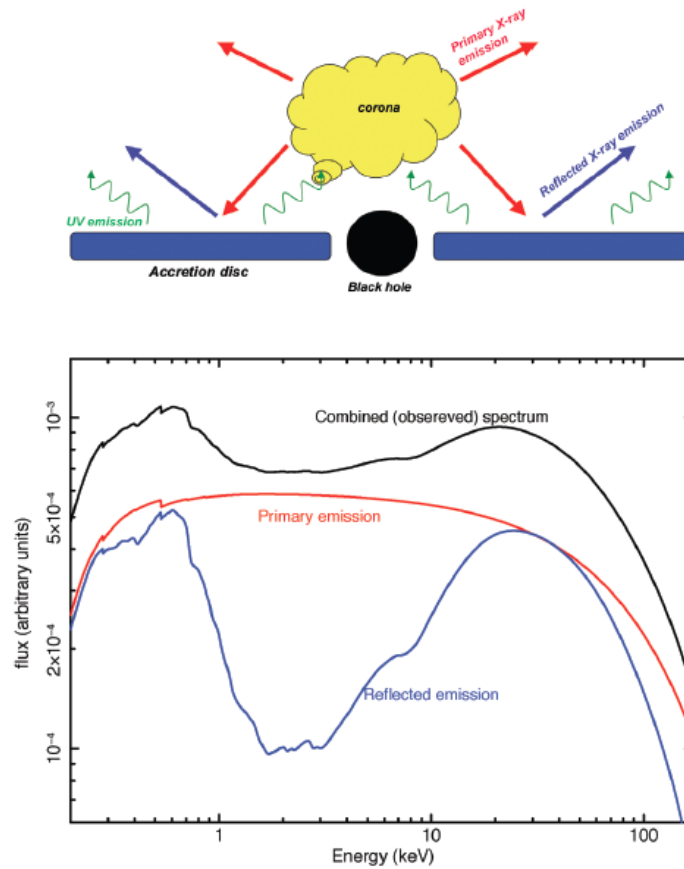 Primary X-ray
emission
corona
Reflected X-ray emission
UV emission
Accretion disc
Black hole
10⁻³
Combined (obsereved) spectrum
5×10⁻⁴
Primary emission
flux (arbitrary units)
2×10⁻⁴
Reflected emission
10⁻⁴
1 10 100
Energy (keV)